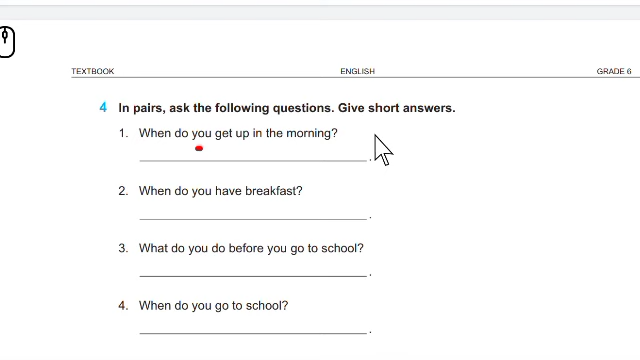 TEXTBOOK ENGLISH GRADE 6
4 In pairs, ask the following questions. Give short answers.
1. When do you get up in the morning?
.
2. When do you have breakfast?
.
3. What do you do before you go to school?
.
4. When do you go to school?
.